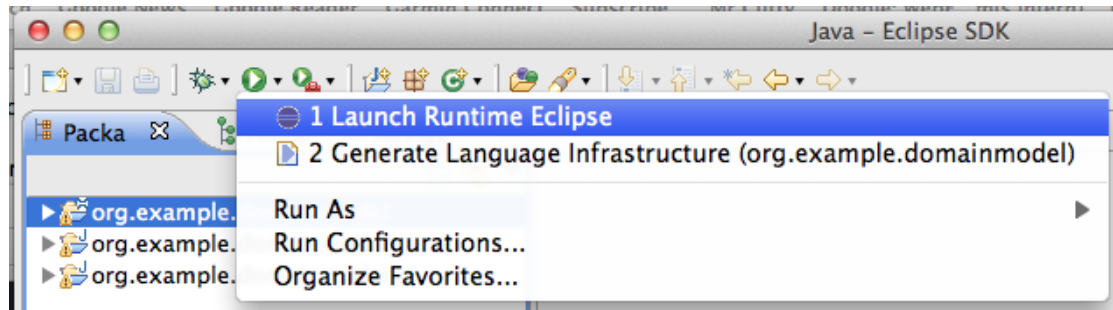 Java – Eclipse SDK
Packa
1 Launch Runtime Eclipse
2 Generate Language Infrastructure (org.example.domainmodel)
org.example.
Run As
org.example.
Run Configurations...
org.example.
Organize Favorites...